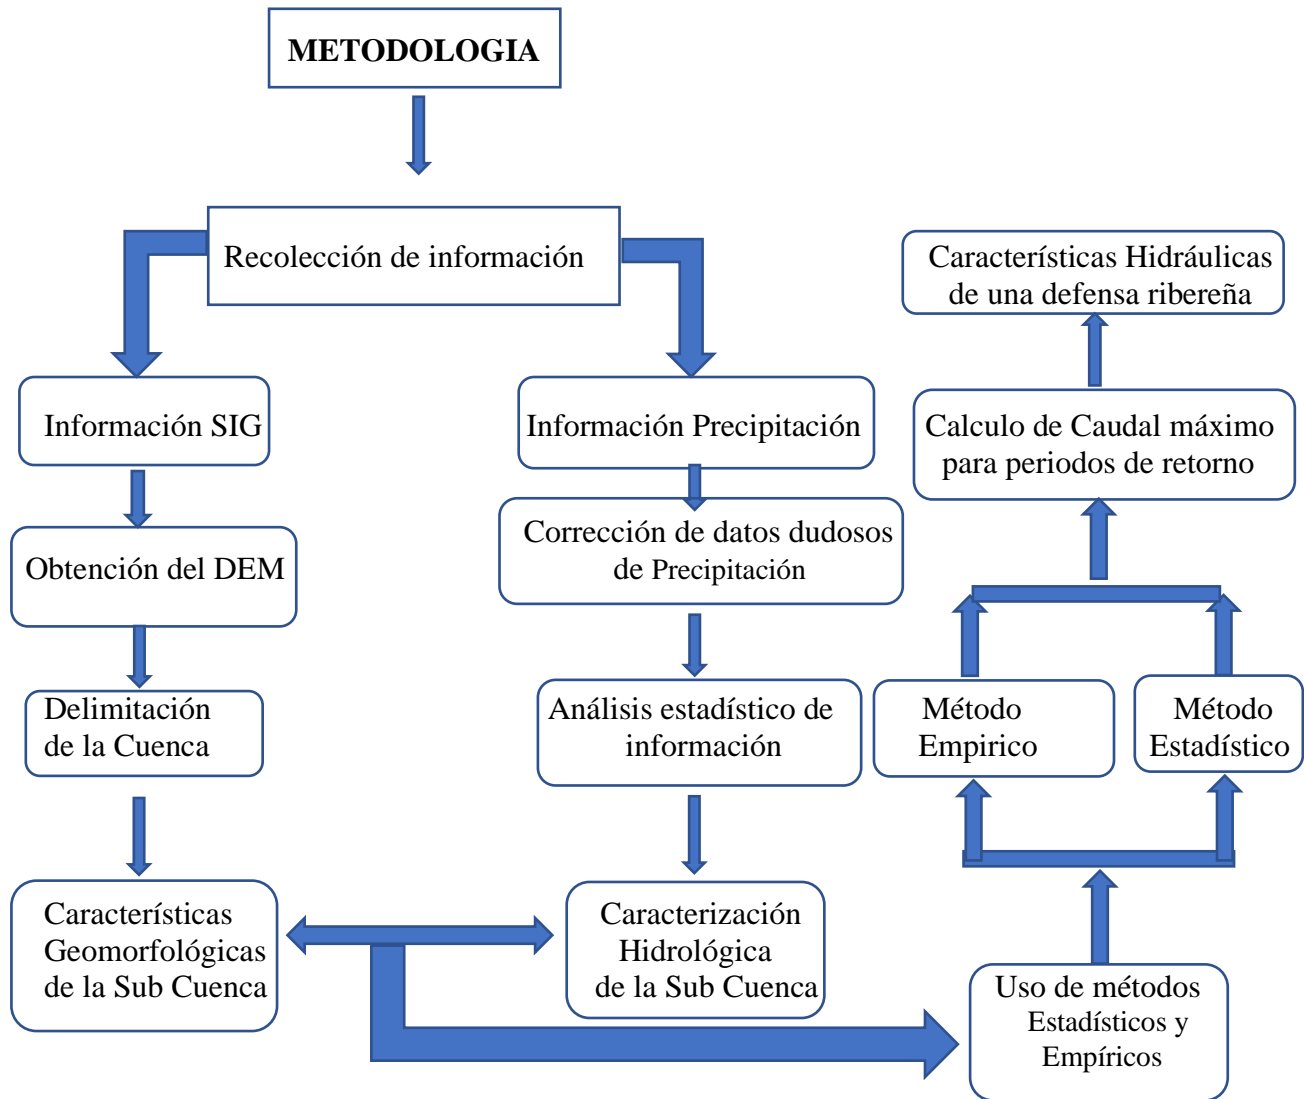 METODOLOGIA
Recolección de información
Información SIG
Obtención del DEM
Delimitación
de la Cuenca
Características
Geomorfológicas
de la Sub Cuenca
Información Precipitación
Corrección de datos dudosos
de Precipitación
Análisis estadístico de
información
Caracterización
Hidrológica
de la Sub Cuenca
Uso de métodos
Estadísticos y
Empíricos
Método
Empirico
Método
Estadístico
Calculo de Caudal máximo
para periodos de retorno
Características Hidráulicas
de una defensa ribereña